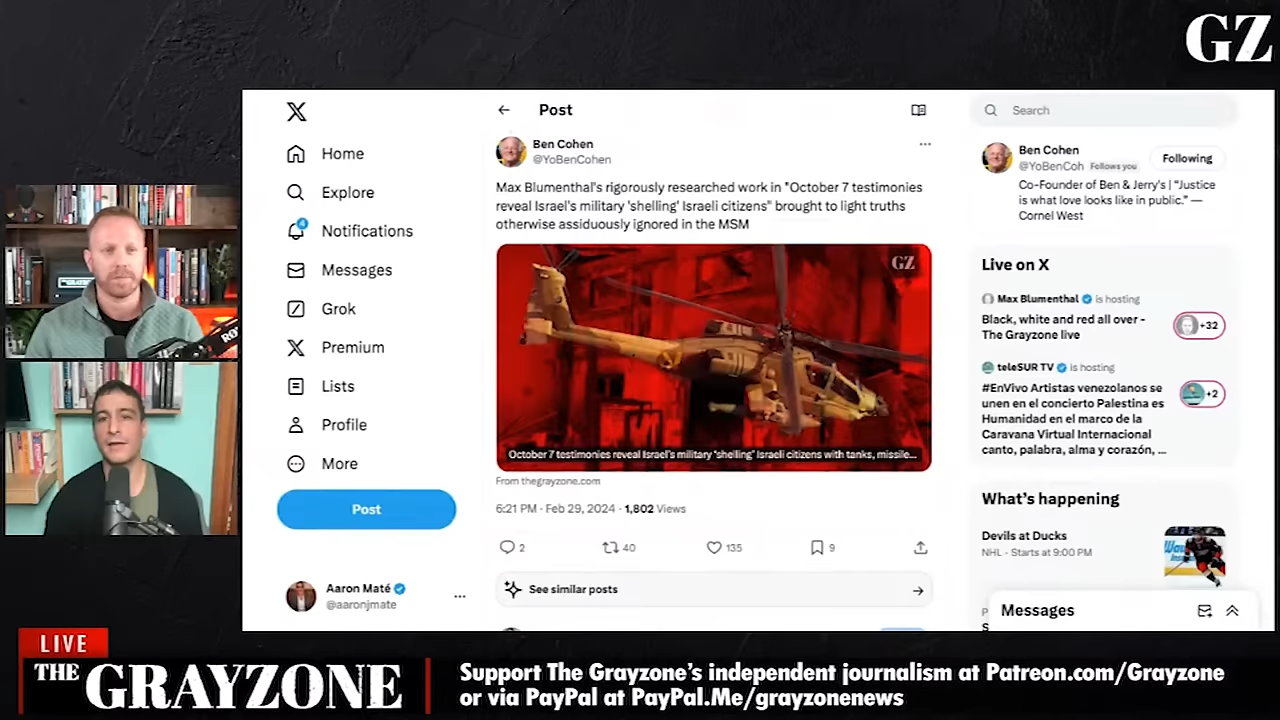 GZ
Home
Explore
4
Notifications
Messages
Grok
Premium
Lists
Profile
More
Post
Aaron Maté
@aaronjmate
...
Post
Ben Cohen
@YoBenCohen
...
Max Blumenthal's rigorously researched work in "October 7 testimonies
reveal Israel's military 'shelling' Israeli citizens" brought to light truths
otherwise assiduously ignored in the MSM
GZ
October 7 testimonies reveal Israel's military 'shelling' Israeli citizens with tanks, missile...
From thegrayzone.com
6:21 PM · Feb 29, 2024 · 1,802 Views
2
40
135
9
See similar posts
Search
Ben Cohen
@YoBenCoh Follows you
Following
Co-Founder of Ben & Jerry's | "Justice
is what love looks like in public." —
Cornel West
Live on X
Max Blumenthal is hosting
Black, white and red all over -
The Grayzone live
+32
teleSUR TV is hosting
#EnVivo Artistas venezolanos se
unen en el concierto Palestina es
Humanidad en el marco de la
Caravana Virtual Internacional
canto, palabra, alma y corazón, ...
+2
What's happening
Devils at Ducks
NHL - Starts at 9:00 PM
Messages
LIVE
THE GRAYZONE
Support The Grayzone's independent journalism at Patreon.com/Grayzone
or via PayPal at PayPal.Me/grayzonenews